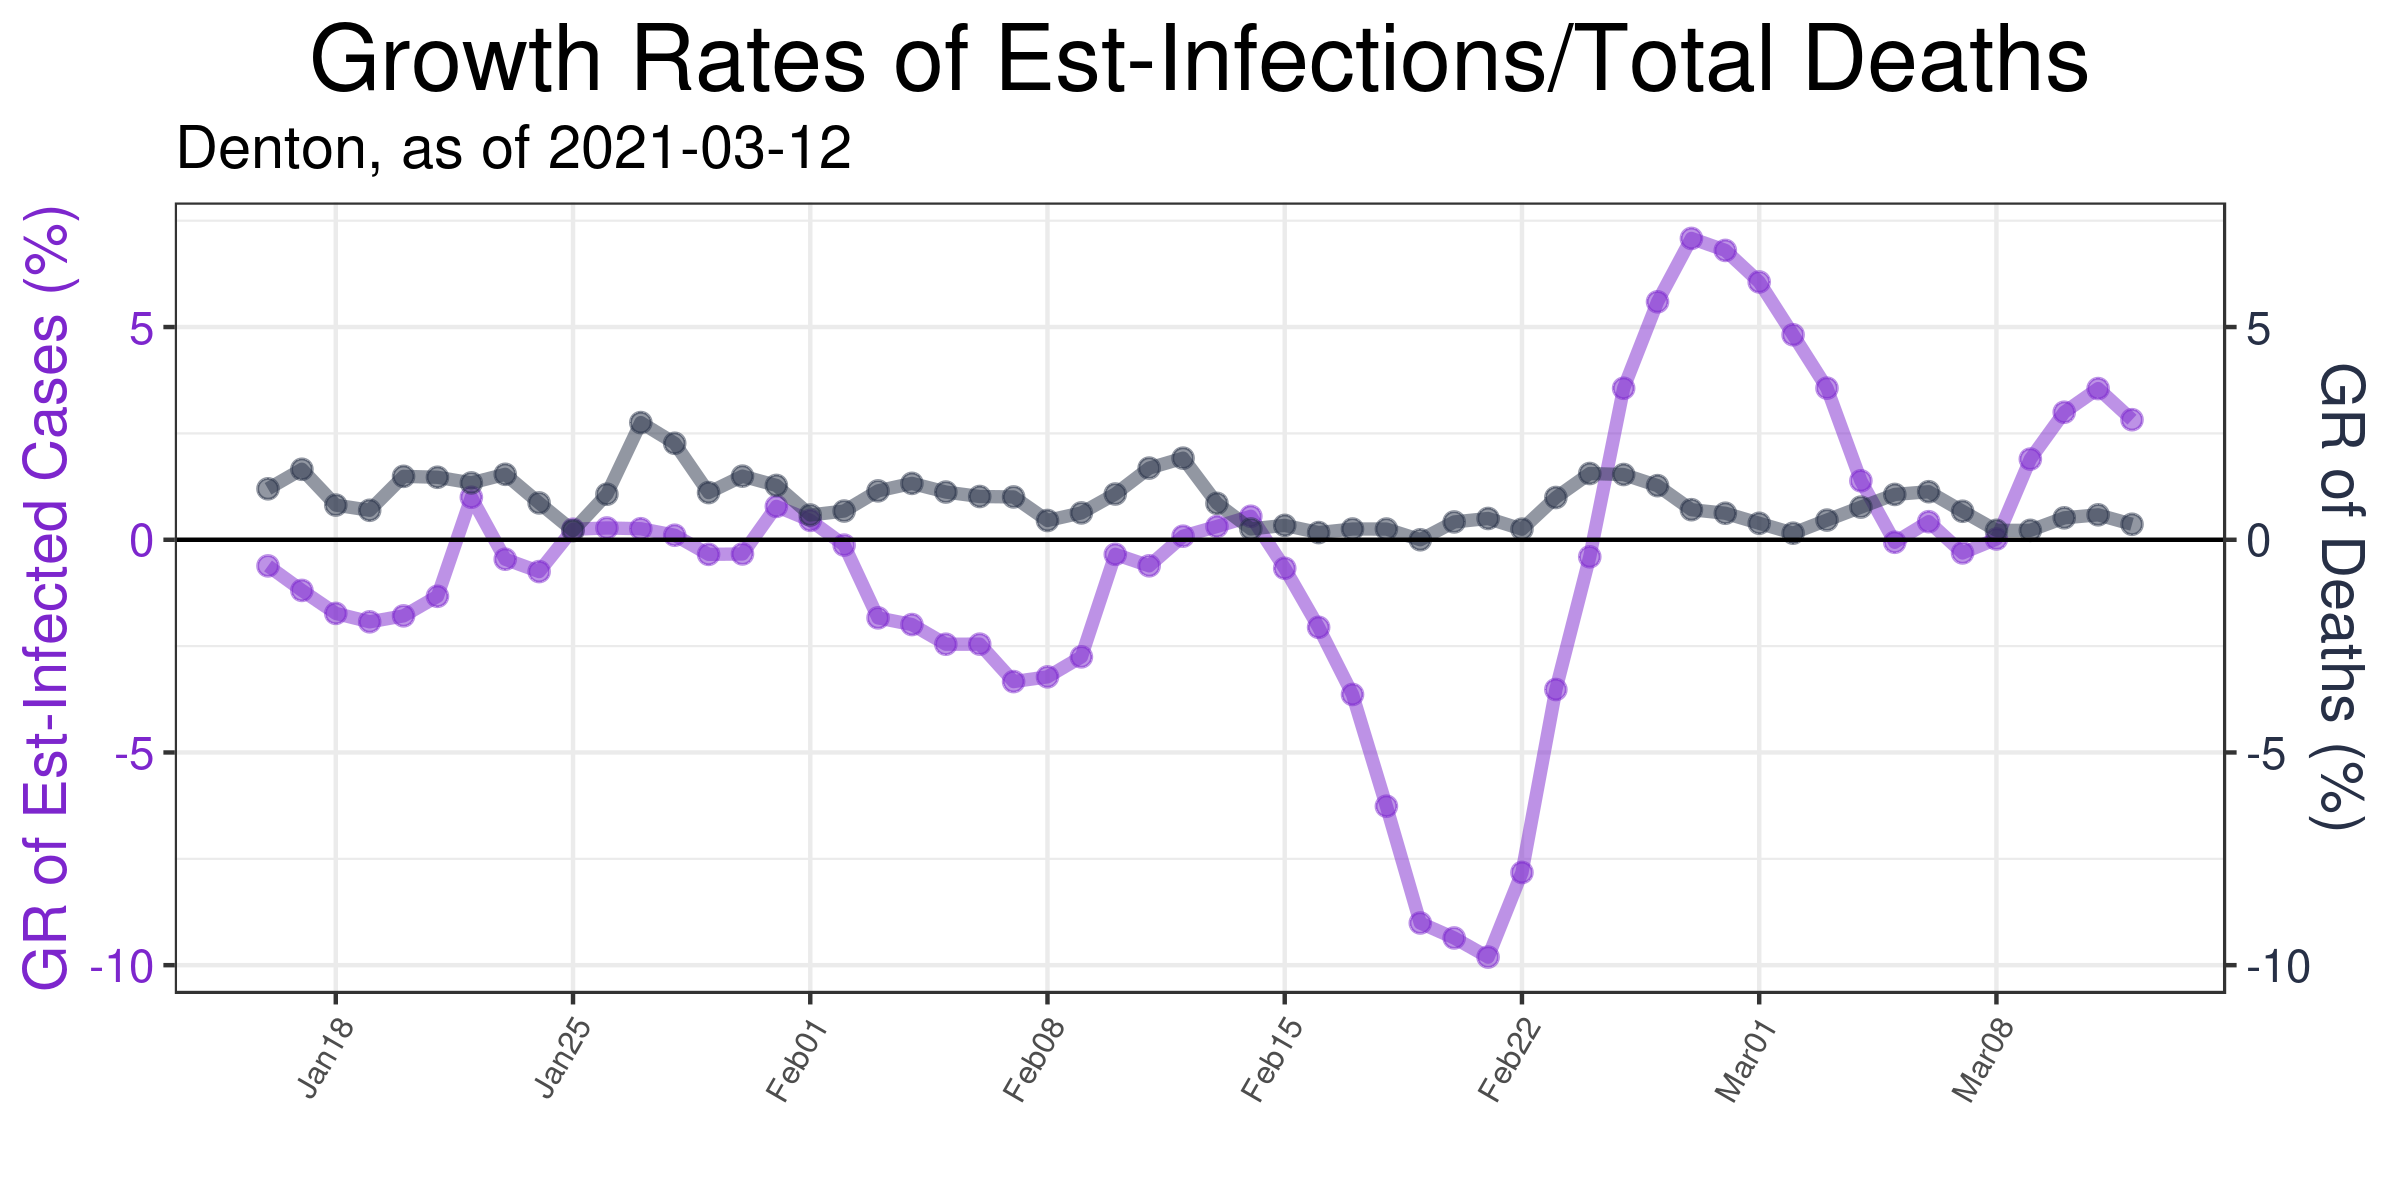 Growth Rates of Est-Infections/Total Deaths
Denton, as of 2021-03-12
GR of Est-Infected Cases (%)
5
0
-5
-10
5
0
-5
-10
GR of Deaths (%)
Jan18
Jan25
Feb01
Feb08
Feb15
Feb22
Mar01
Mar08